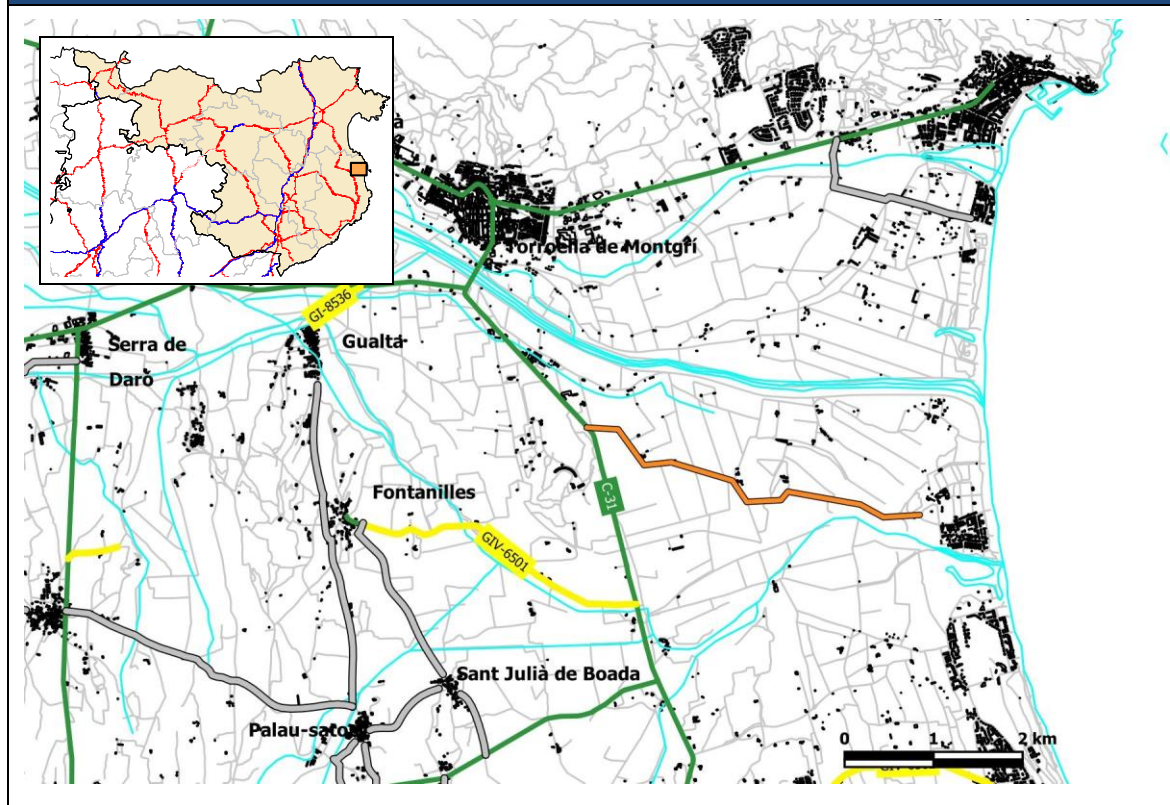 à
Torroella de Montgrí
GI-8536
Serra de
Daró
Gualta
Fontanilles
C-31
GIV-6501
Sant Julià de Boada
Palau-sator
0 1 2 km